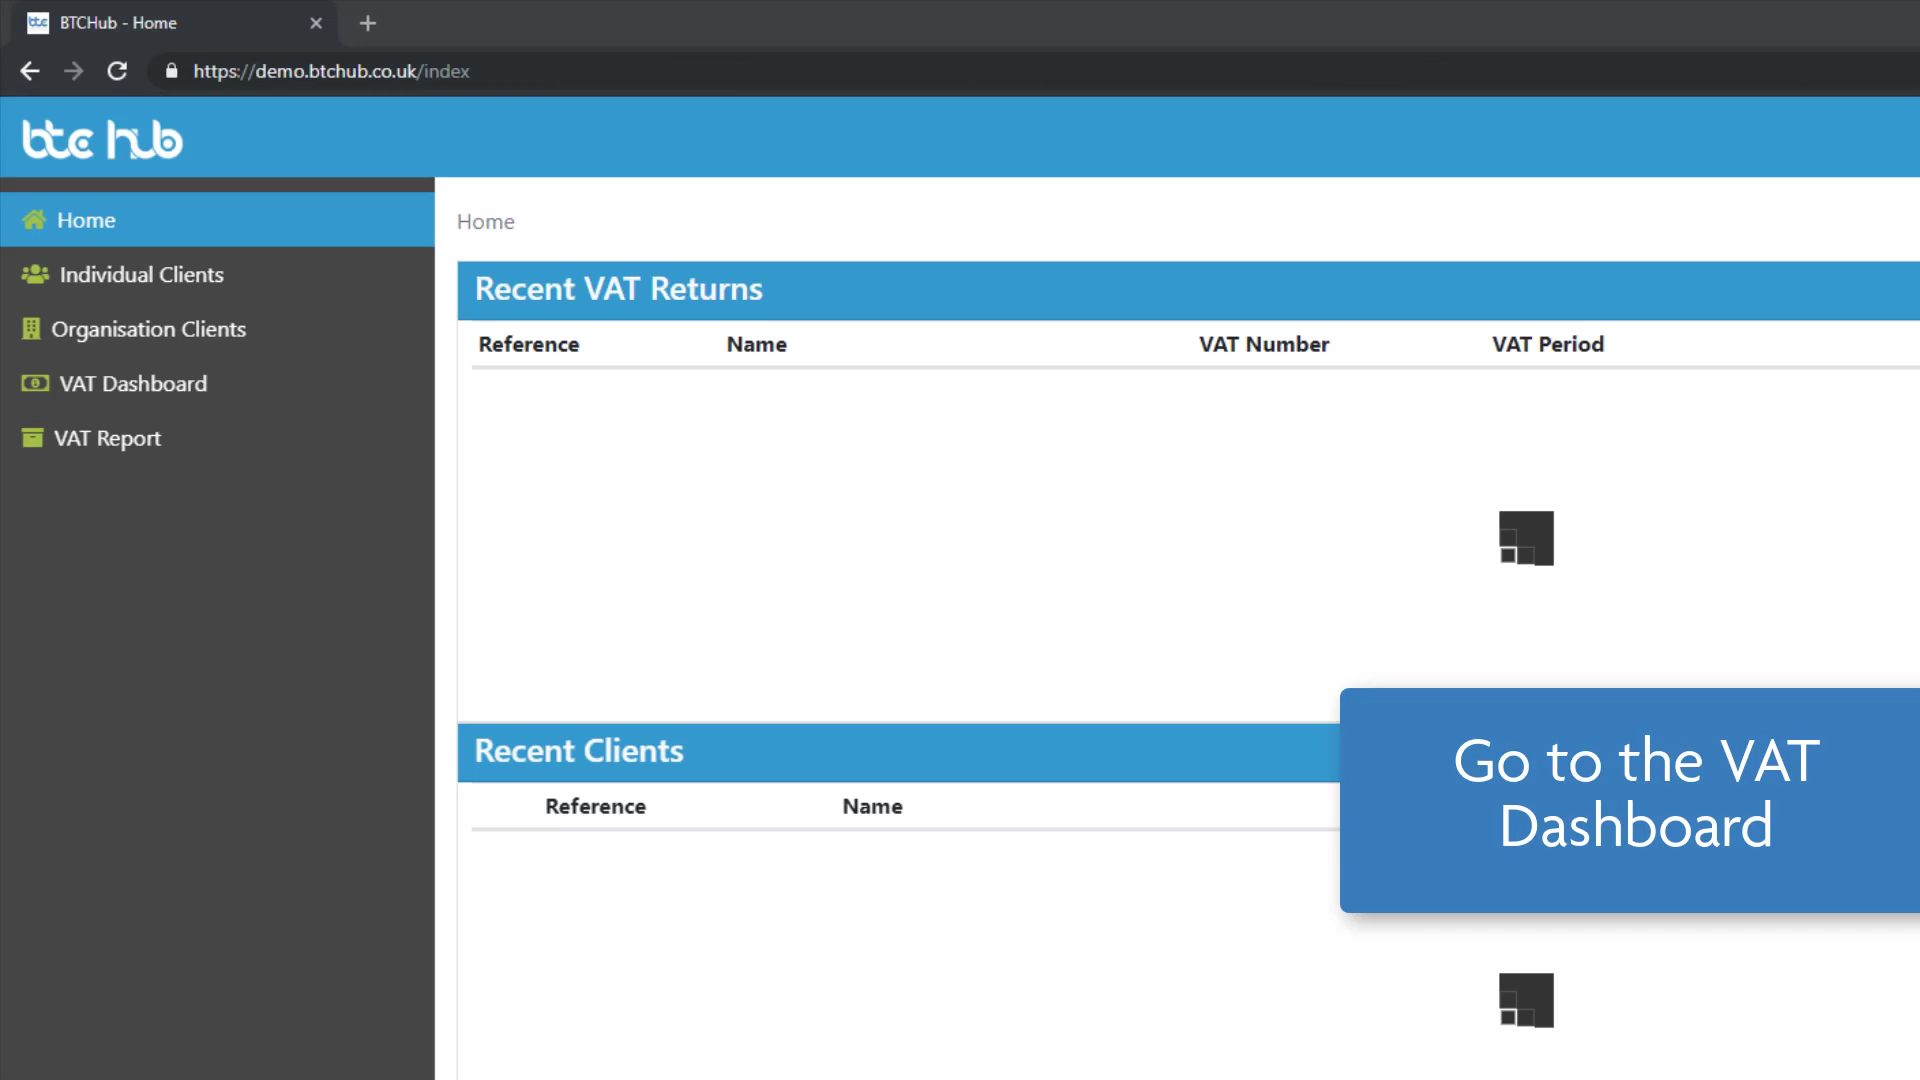 btc
BTCHub - Home
https://demo.btchub.co.uk/index
btc hub
Home
Individual Clients
Organisation Clients
VAT Dashboard
VAT Report
Home
Recent VAT Returns
Reference Name VAT Number VAT Period
Recent Clients
Reference Name
Go to the VAT
Dashboard